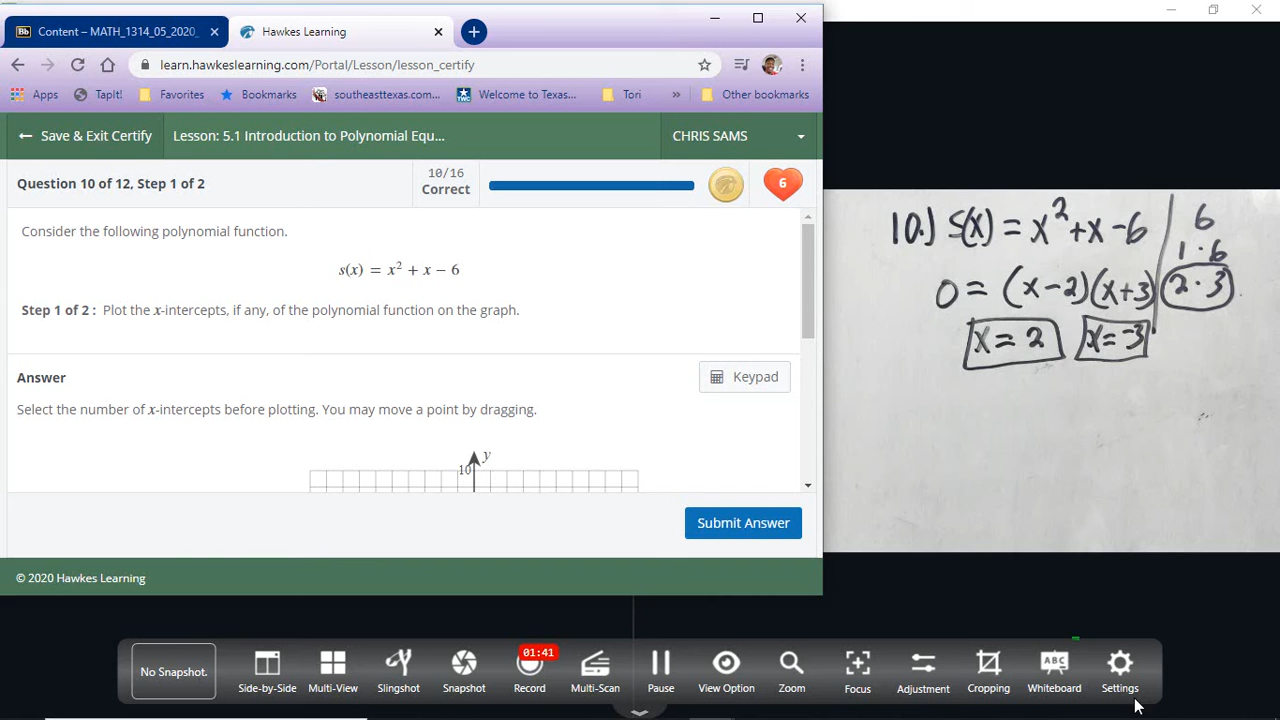 Content – MATH_1314_05_2020_
Hawkes Learning
learn.hawkeslearning.com/Portal/Lesson/lesson_certify
Apps TapIt! Favorites Bookmarks southeasttexas.com... Welcome to Texas... Tori » Other bookmarks
← Save & Exit Certify Lesson: 5.1 Introduction to Polynomial Equ... CHRIS SAMS
Question 10 of 12, Step 1 of 2
10/16
Correct
6
Consider the following polynomial function.
s(x) = x² + x − 6
Step 1 of 2 : Plot the x-intercepts, if any, of the polynomial function on the graph.
Answer
Keypad
Select the number of x-intercepts before plotting. You may move a point by dragging.
y
10
Submit Answer
© 2020 Hawkes Learning
10.) S(x) = x² + x - 6
0 = (x - 2)(x + 3)
x = 2 x = -3
6
1 · 6
2 · 3
No Snapshot.
Side-by-Side
Multi-View
Slingshot
Snapshot
01:41
Record
Multi-Scan
Pause
View Option
Zoom
Focus
Adjustment
Cropping
ABC
Whiteboard
Settings